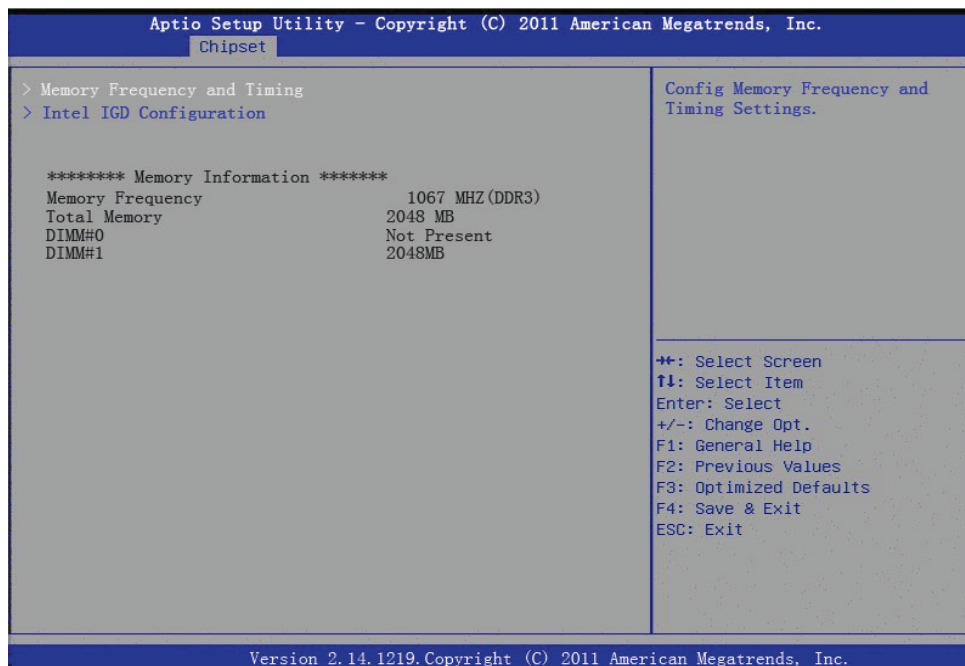 Aptio Setup Utility - Copyright (C) 2011 American Megatrends, Inc.
Chipset
> Memory Frequency and Timing
> Intel IGD Configuration
******** Memory Information *******
Memory Frequency 1067 MHZ(DDR3)
Total Memory 2048 MB
DIMM#0 Not Present
DIMM#1 2048MB
Config Memory Frequency and
Timing Settings.
→←: Select Screen
↑↓: Select Item
Enter: Select
+/-: Change Opt.
F1: General Help
F2: Previous Values
F3: Optimized Defaults
F4: Save & Exit
ESC: Exit
Version 2.14.1219.Copyright (C) 2011 American Megatrends, Inc.